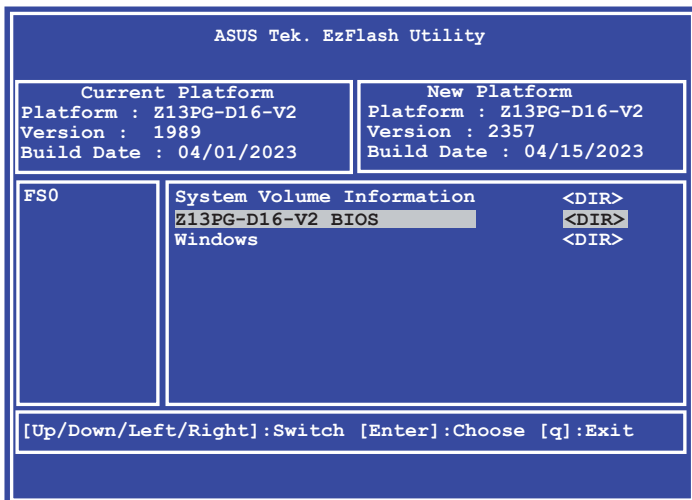 ASUS Tek. EzFlash Utility
Current Platform
Platform : Z13PG-D16-V2
Version : 1989
Build Date : 04/01/2023
New Platform
Platform : Z13PG-D16-V2
Version : 2357
Build Date : 04/15/2023
FS0
System Volume Information <DIR>
Z13PG-D16-V2 BIOS <DIR>
Windows <DIR>
[Up/Down/Left/Right]:Switch [Enter]:Choose [q]:Exit